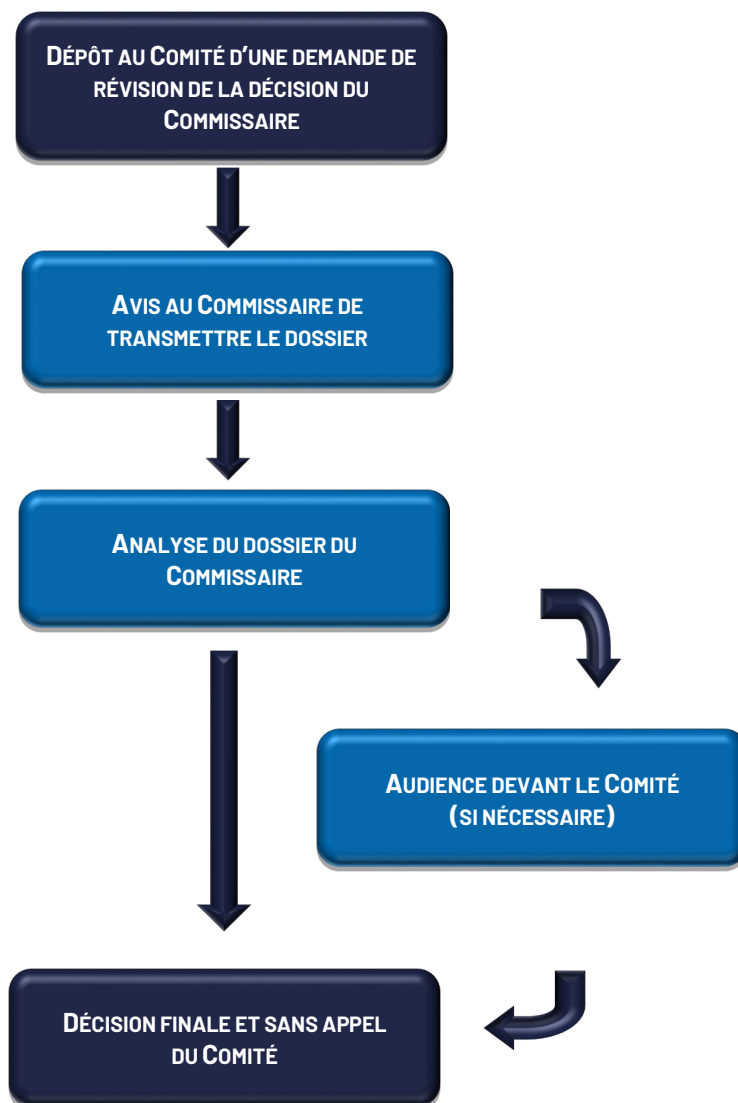 DÉPÔT AU COMITÉ D'UNE DEMANDE DE
RÉVISION DE LA DÉCISION DU
COMMISSAIRE
AVIS AU COMMISSAIRE DE
TRANSMETTRE LE DOSSIER
ANALYSE DU DOSSIER DU
COMMISSAIRE
AUDIENCE DEVANT LE COMITÉ
(SI NÉCESSAIRE)
DÉCISION FINALE ET SANS APPEL
DU COMITÉ